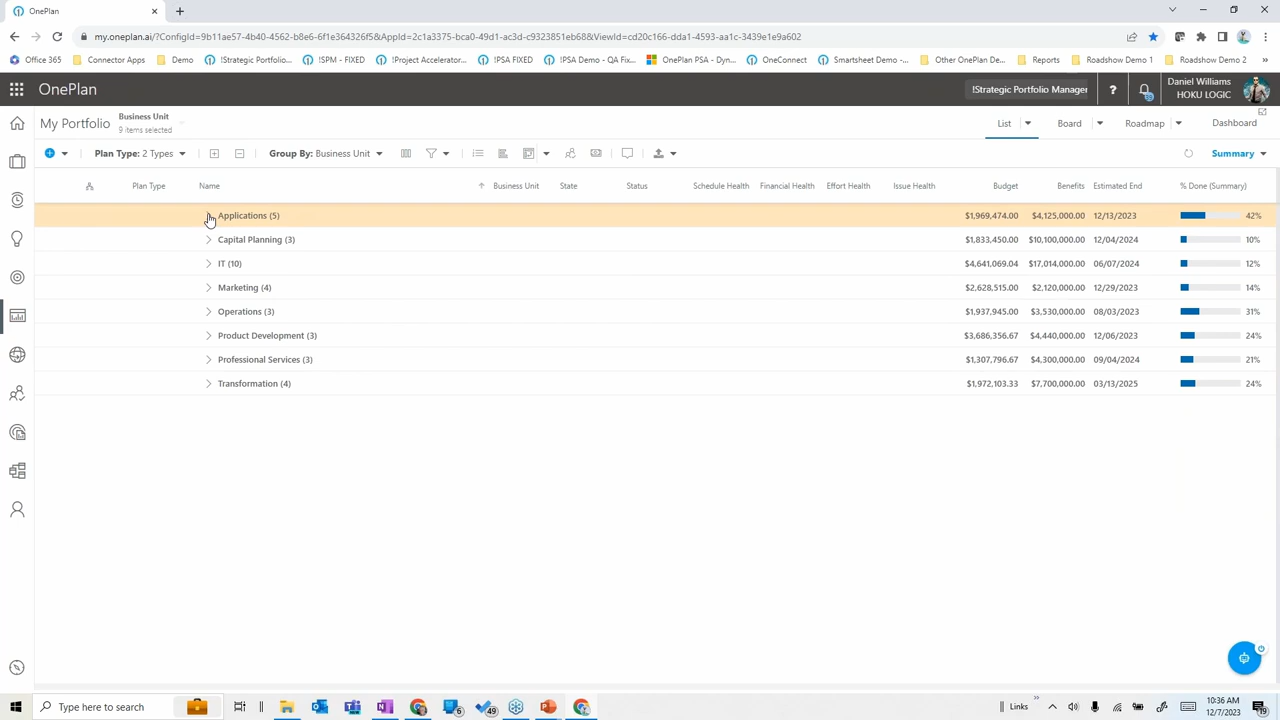 OnePlan
my.oneplan.ai/?ConfigId=9b11ae57-4b40-4562-b8e6-6f1e364326f5&AppId=2c1a3375-bca0-49d1-ac3d-c9323851eb68&ViewId=cd20c166-dda1-4593-aa1c-3439e1e9a602
Office 365 Connector Apps Demo !Strategic Portfolio... !SPM - FIXED !Project Accelerator... !PSA Demo - QA Fix... !PSA FIXED OnePlan PSA - Dyn... OneConnect Smartsheet Demo -... Other OnePlan De... Reports Roadshow Demo 1 Roadshow Demo 2 »
OnePlan
!Strategic Portfolio Manager
?
Daniel Williams
HOKU LOGIC
My Portfolio
Business Unit
9 items selected
List Board Roadmap Dashboard
Plan Type: 2 Types Group By: Business Unit Summary
Plan Type Name Business Unit State Status Schedule Health Financial Health Effort Health Issue Health Budget Benefits Estimated End % Done (Summary)
Applications (5) $1,969,474.00 $4,125,000.00 12/13/2023 42%
Capital Planning (3) $1,833,450.00 $10,100,000.00 12/04/2024 10%
IT (10) $4,641,069.04 $17,014,000.00 06/07/2024 12%
Marketing (4) $2,628,515.00 $2,120,000.00 12/29/2023 14%
Operations (3) $1,937,945.00 $3,530,000.00 08/03/2023 31%
Product Development (3) $3,686,356.67 $4,440,000.00 12/06/2023 24%
Professional Services (3) $1,307,796.67 $4,300,000.00 09/04/2024 21%
Transformation (4) $1,972,103.33 $7,700,000.00 03/13/2025 24%
Type here to search
6
49
Links
10:36 AM
12/7/2023
19